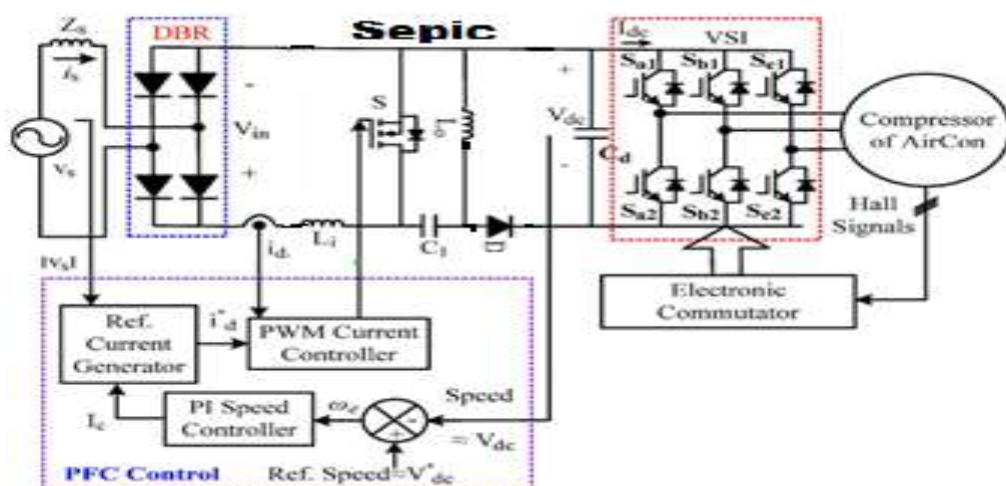 Sepic
Zs
is
vs
DBR
-
Vin
+
S
Lo
Li
id
C1
D
Idc
+
Vdc
-
Cd
VSI
Sa1 Sb1 Sc1
Sa2 Sb2 Sc2
Compressor
of AirCon
Hall
Signals
Electronic
Commutator
|vs|
Ref.
Current
Generator
i*d
PWM Current
Controller
Ic
PI Speed
Controller
ωe
-
+
Speed
≈ Vdc
Ref. Speed≈V*dc
PFC Control